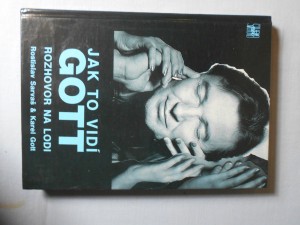 JAK TO VIDÍ
GOTT
ROZHOVOR NA LODI
Rostislav Sarvaš & Karel Gott